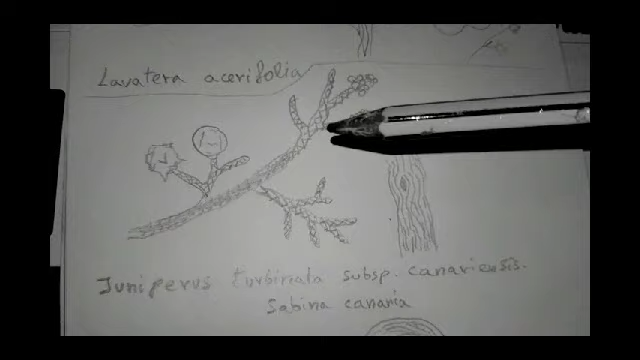 Lavatera acerifolia
Juniperus turbinata subsp. canariensis.
Sabina canaria